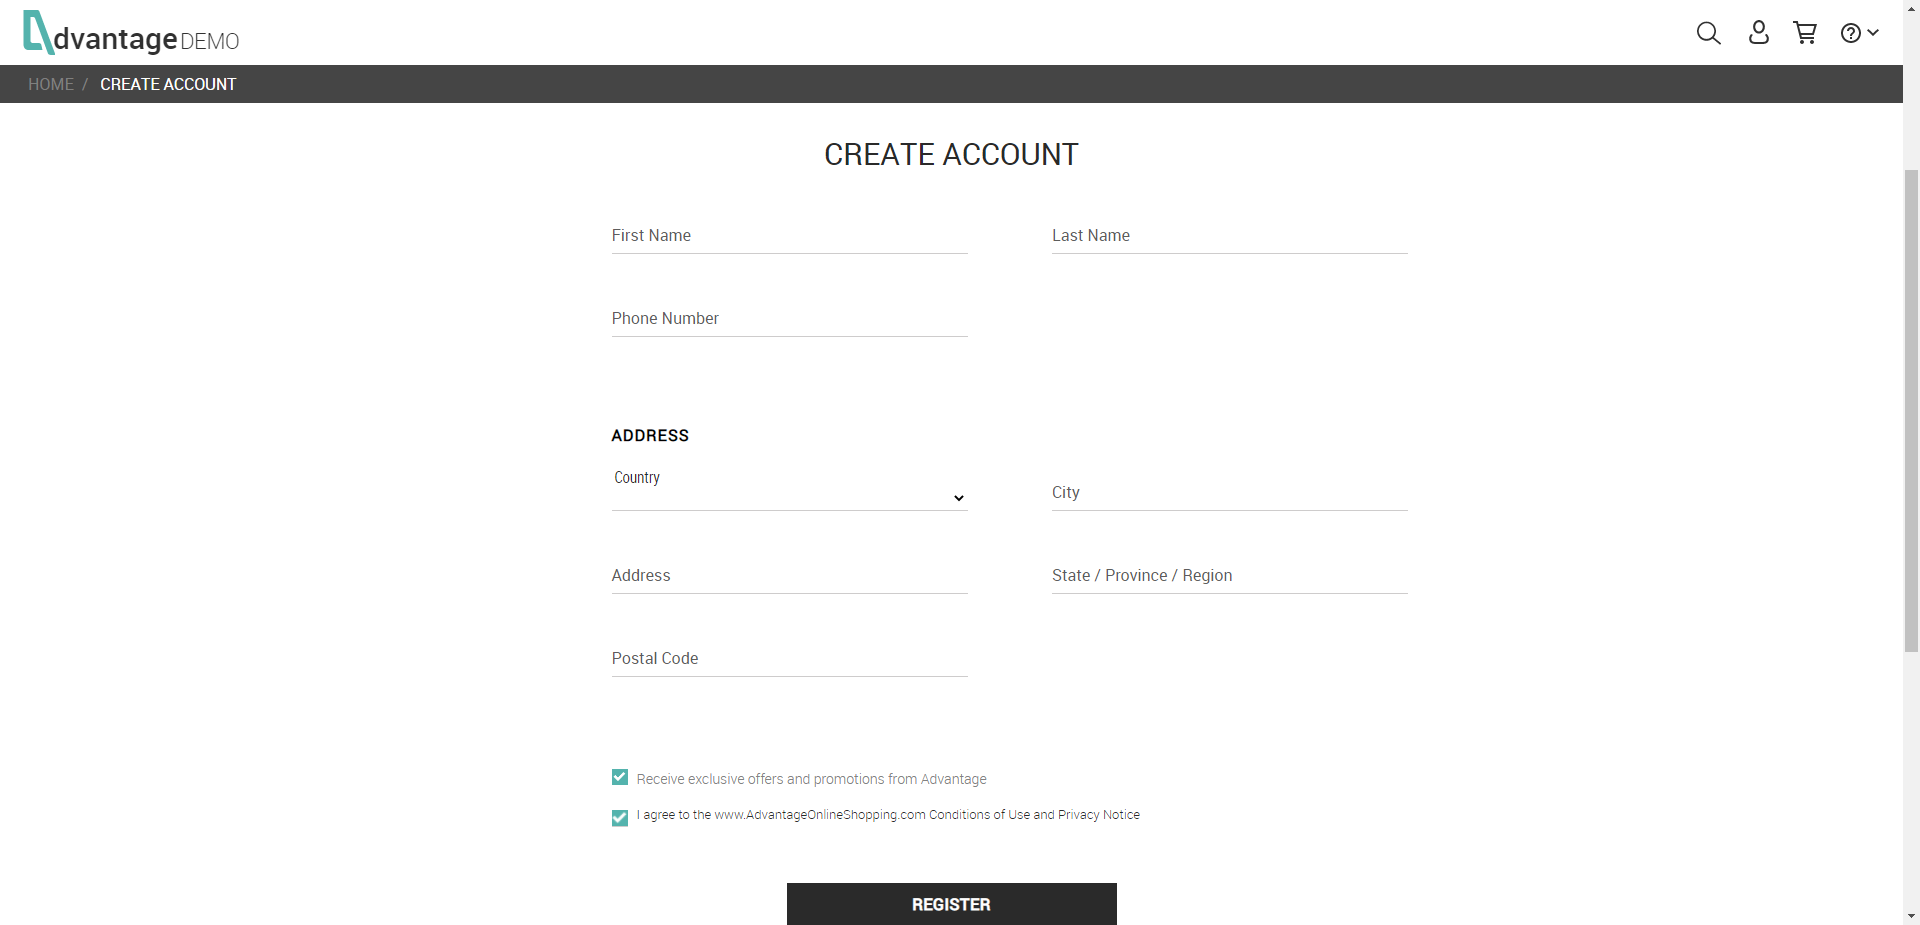 dvantage DEMO
HOME / CREATE ACCOUNT
CREATE ACCOUNT
First Name
Last Name
Phone Number
ADDRESS
Country
City
Address
State / Province / Region
Postal Code
Receive exclusive offers and promotions from Advantage
I agree to the www.AdvantageOnlineShopping.com Conditions of Use and Privacy Notice
REGISTER